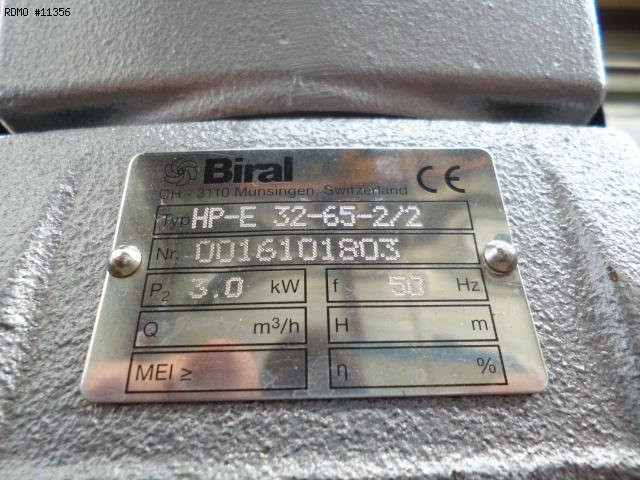 RDMO #11356
Biral
CH - 3110 Münsingen, Switzerland
CE
Typ HP-E 32-65-2/2
Nr. 0016101803
P2 3.0 kW f 50 Hz
Q m³/h H m
MEI ≥ η %